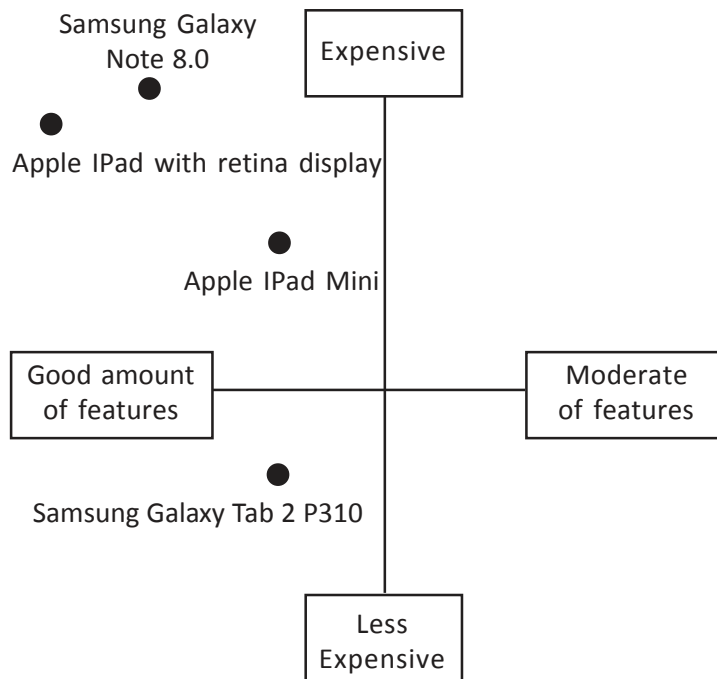 Samsung Galaxy
Note 8.0
Expensive
Apple IPad with retina display
Apple IPad Mini
Good amount
of features
Moderate
of features
Samsung Galaxy Tab 2 P310
Less
Expensive